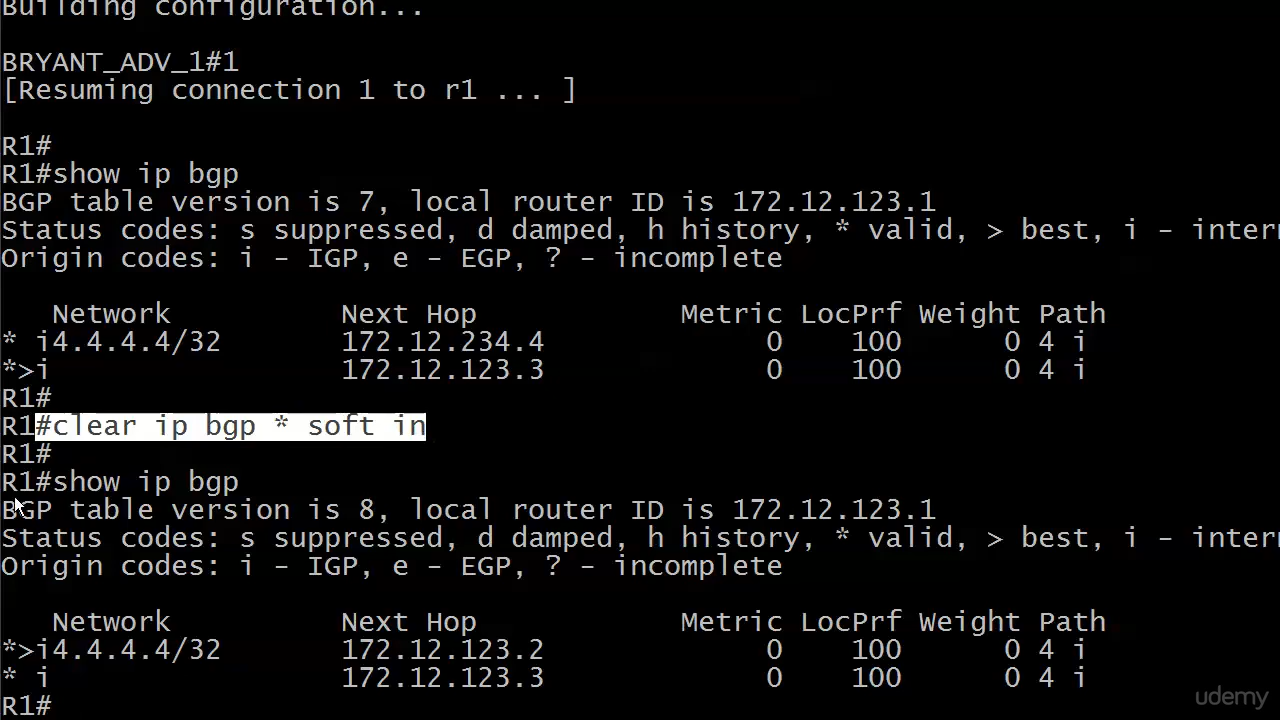 Building configuration...
BRYANT_ADV_1#1
[Resuming connection 1 to r1 ... ]
R1#
R1#show ip bgp
BGP table version is 7, local router ID is 172.12.123.1
Status codes: s suppressed, d damped, h history, * valid, > best, i - intern
Origin codes: i - IGP, e - EGP, ? - incomplete
   Network          Next Hop            Metric LocPrf Weight Path
* i4.4.4.4/32       172.12.234.4             0    100      0 4 i
*>i                 172.12.123.3             0    100      0 4 i
R1#
R1#clear ip bgp * soft in
R1#
R1#show ip bgp
BGP table version is 8, local router ID is 172.12.123.1
Status codes: s suppressed, d damped, h history, * valid, > best, i - intern
Origin codes: i - IGP, e - EGP, ? - incomplete
   Network          Next Hop            Metric LocPrf Weight Path
*>i4.4.4.4/32       172.12.123.2             0    100      0 4 i
* i                 172.12.123.3             0    100      0 4 i
R1#
udemy